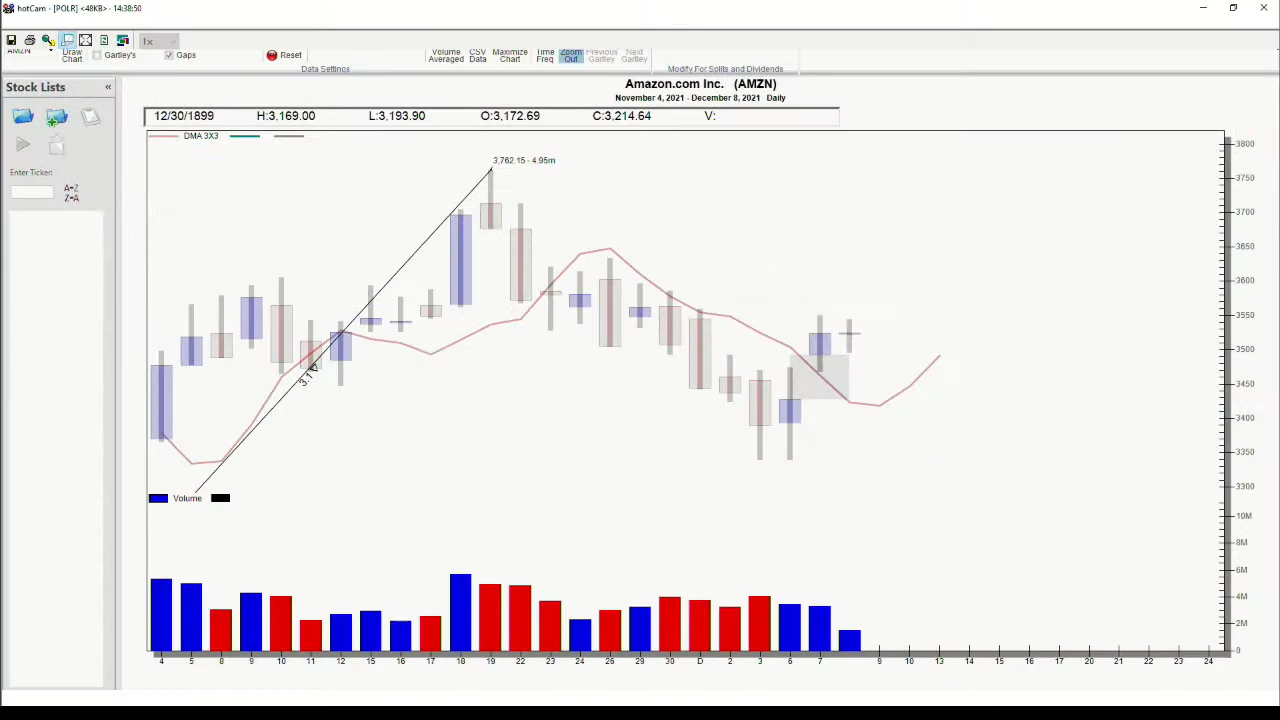 hotCam - [POLR] <48KB> - 14:38:50
1x
AMZN
Draw Chart
Gartley's
Gaps
Reset
Volume Averaged
CSV Data
Maximize Chart
Time Freq
Zoom Out
Previous Gartley
Next Gartley
Data Settings
Modify For Splits and Dividends
Stock Lists «
Enter Ticker:
A=Z
Z=A
Amazon.com Inc. (AMZN)
November 4, 2021 - December 8, 2021 Daily
12/30/1899 H:3,169.00 L:3,193.90 O:3,172.69 C:3,214.64 V:
DMA 3X3
3,762.15 - 4.95m
3800
3750
3700
3650
3600
3550
3500
3450
3400
3350
3300
Volume
10M
8M
6M
4M
2M
0
4 5 8 9 10 11 12 15 16 17 18 19 22 23 24 26 29 30 D 2 3 6 7 9 10 13 14 15 16 17 20 21 22 23 24